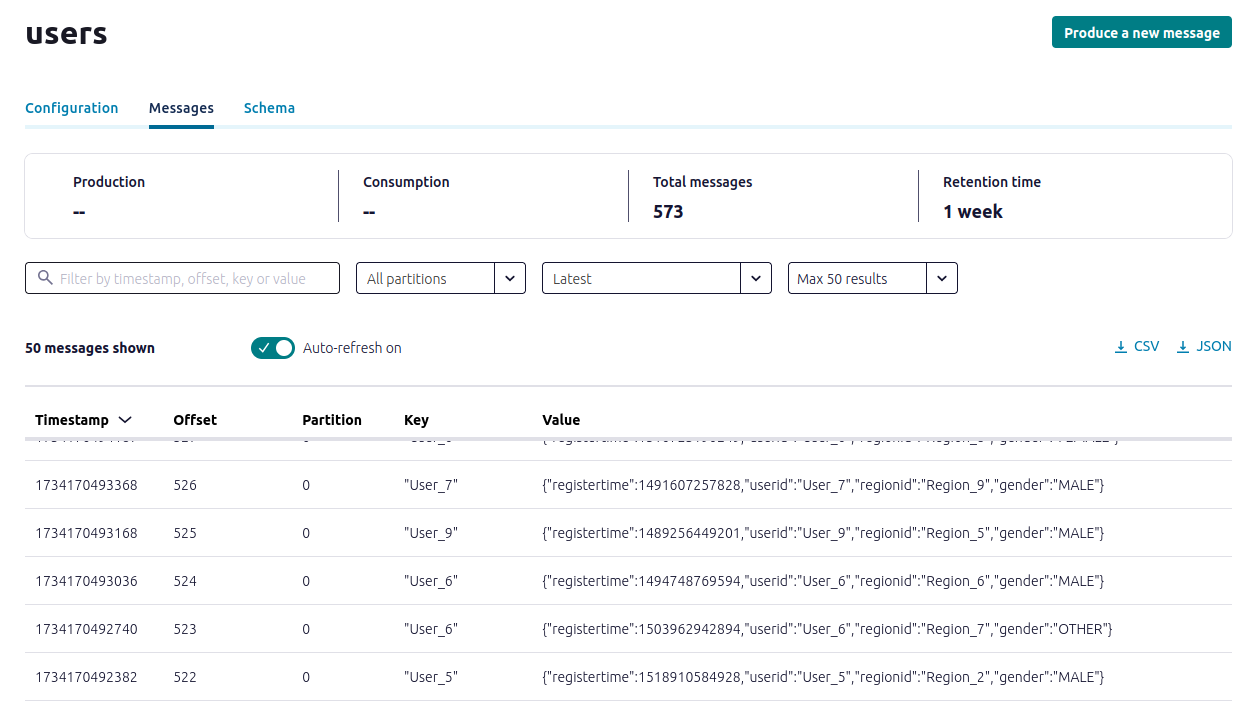 users
Produce a new message
Configuration Messages Schema
Production Consumption Total messages Retention time
-- -- 573 1 week
Filter by timestamp, offset, key or value All partitions Latest Max 50 results
50 messages shown Auto-refresh on CSV JSON
Timestamp Offset Partition Key Value
1734170493368 526 0 "User_7" {"registertime":1491607257828,"userid":"User_7","regionid":"Region_9","gender":"MALE"}
1734170493168 525 0 "User_9" {"registertime":1489256449201,"userid":"User_9","regionid":"Region_5","gender":"MALE"}
1734170493036 524 0 "User_6" {"registertime":1494748769594,"userid":"User_6","regionid":"Region_6","gender":"MALE"}
1734170492740 523 0 "User_6" {"registertime":1503962942894,"userid":"User_6","regionid":"Region_7","gender":"OTHER"}
1734170492382 522 0 "User_5" {"registertime":1518910584928,"userid":"User_5","regionid":"Region_2","gender":"MALE"}